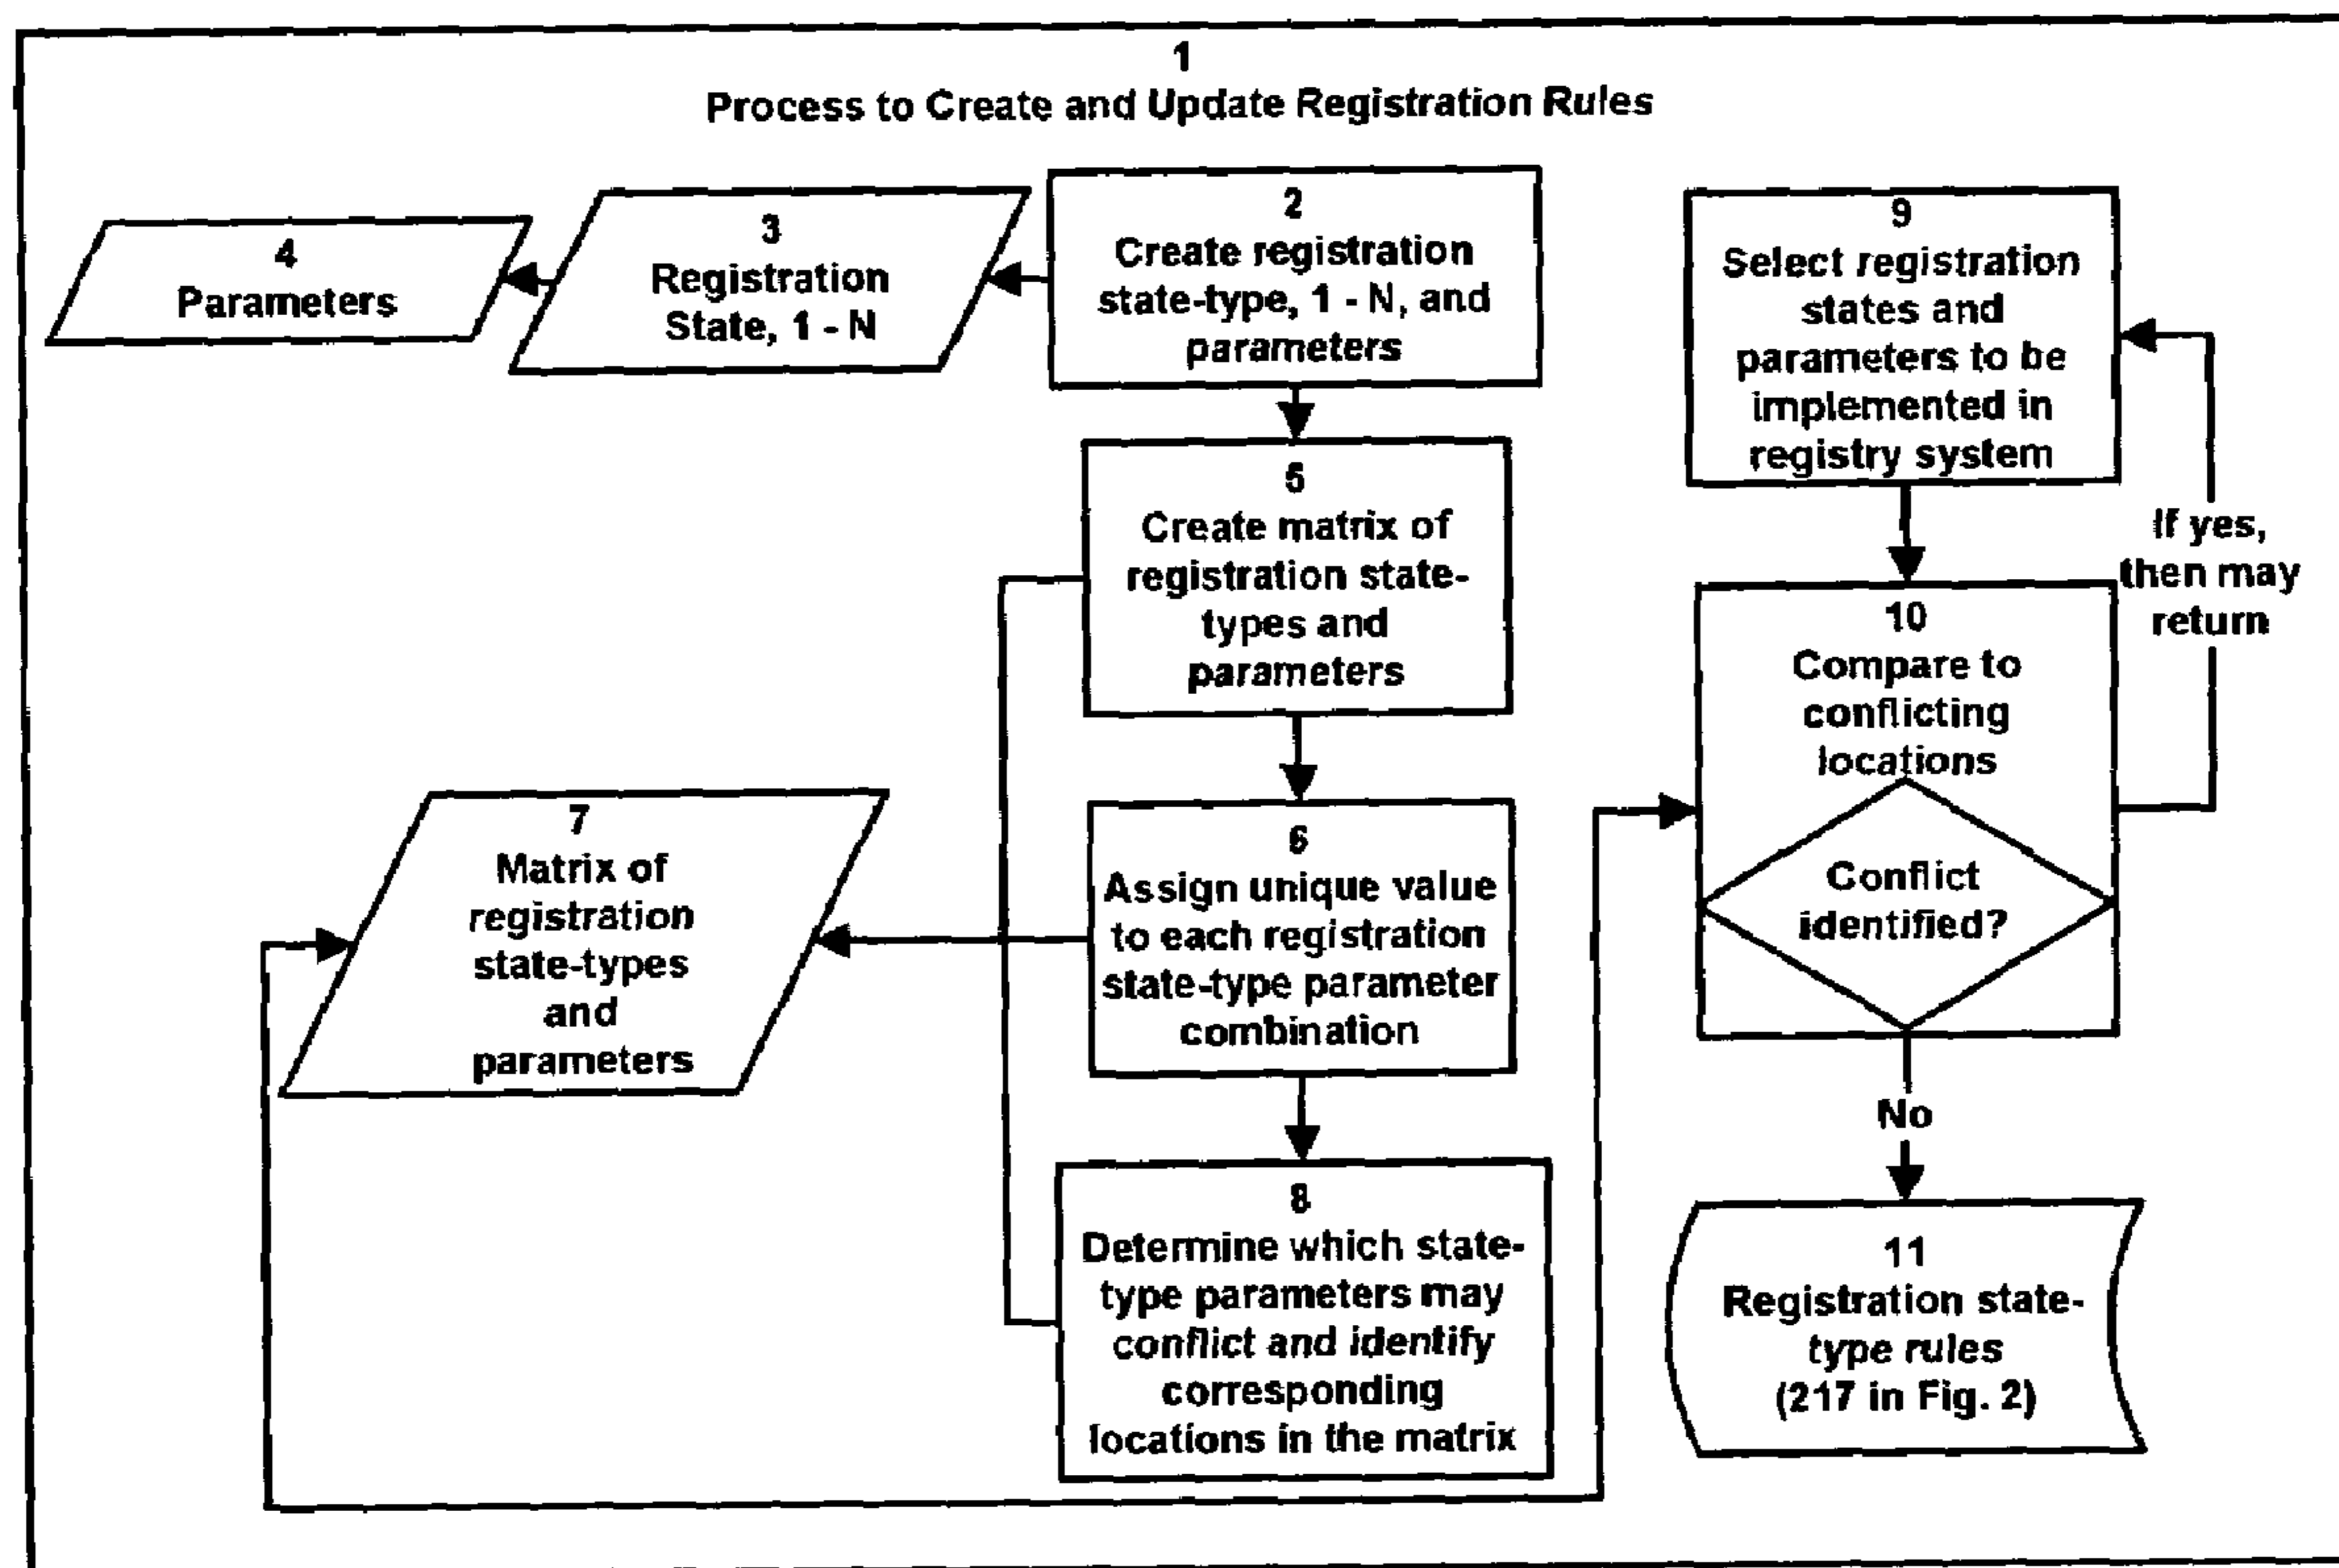 1
Process to Create and Update Registration Rules
4
Parameters
3
Registration
State, 1 - N
2
Create registration
state-type, 1 - N, and
parameters
5
Create matrix of
registration state-
types and
parameters
7
Matrix of
registration
state-types
and
parameters
6
Assign unique value
to each registration
state-type parameter
combination
8
Determine which state-
type parameters may
conflict and identify
corresponding
locations in the matrix
9
Select registration
states and
parameters to be
implemented in
registry system
If yes,
then may
return
10
Compare to
conflicting
locations
Conflict
identified?
No
11
Registration state-
type rules
(217 in Fig. 2)